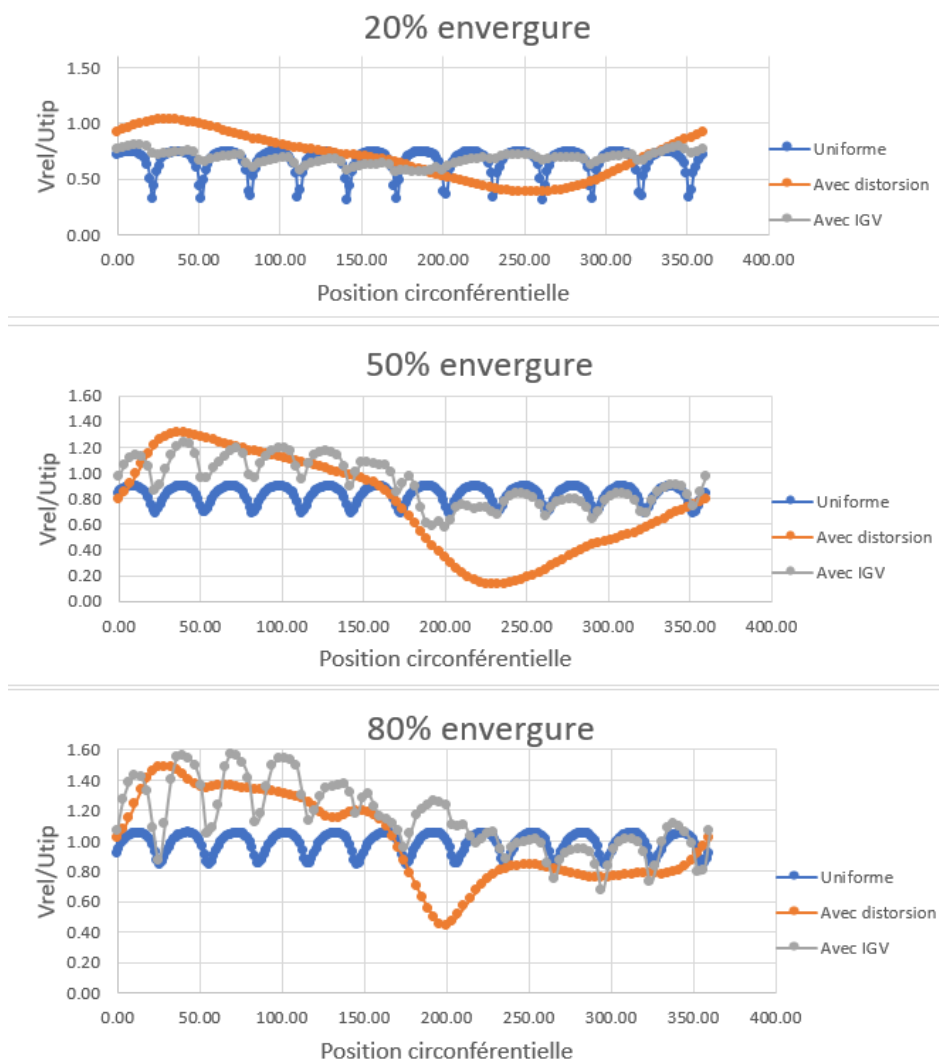 20% envergure
1.50
1.00
0.50
0.00
Vrel/Utip
0.00 50.00 100.00 150.00 200.00 250.00 300.00 350.00 400.00
Position circonférentielle
Uniforme
Avec distorsion
Avec IGV
50% envergure
1.60
1.40
1.20
1.00
0.80
0.60
0.40
0.20
0.00
Vrel/Utip
0.00 50.00 100.00 150.00 200.00 250.00 300.00 350.00 400.00
Position circonférentielle
Uniforme
Avec distorsion
Avec IGV
80% envergure
1.60
1.40
1.20
1.00
0.80
0.60
0.40
0.20
0.00
Vrel/Utip
0.00 50.00 100.00 150.00 200.00 250.00 300.00 350.00 400.00
Position circonférentielle
Uniforme
Avec distorsion
Avec IGV